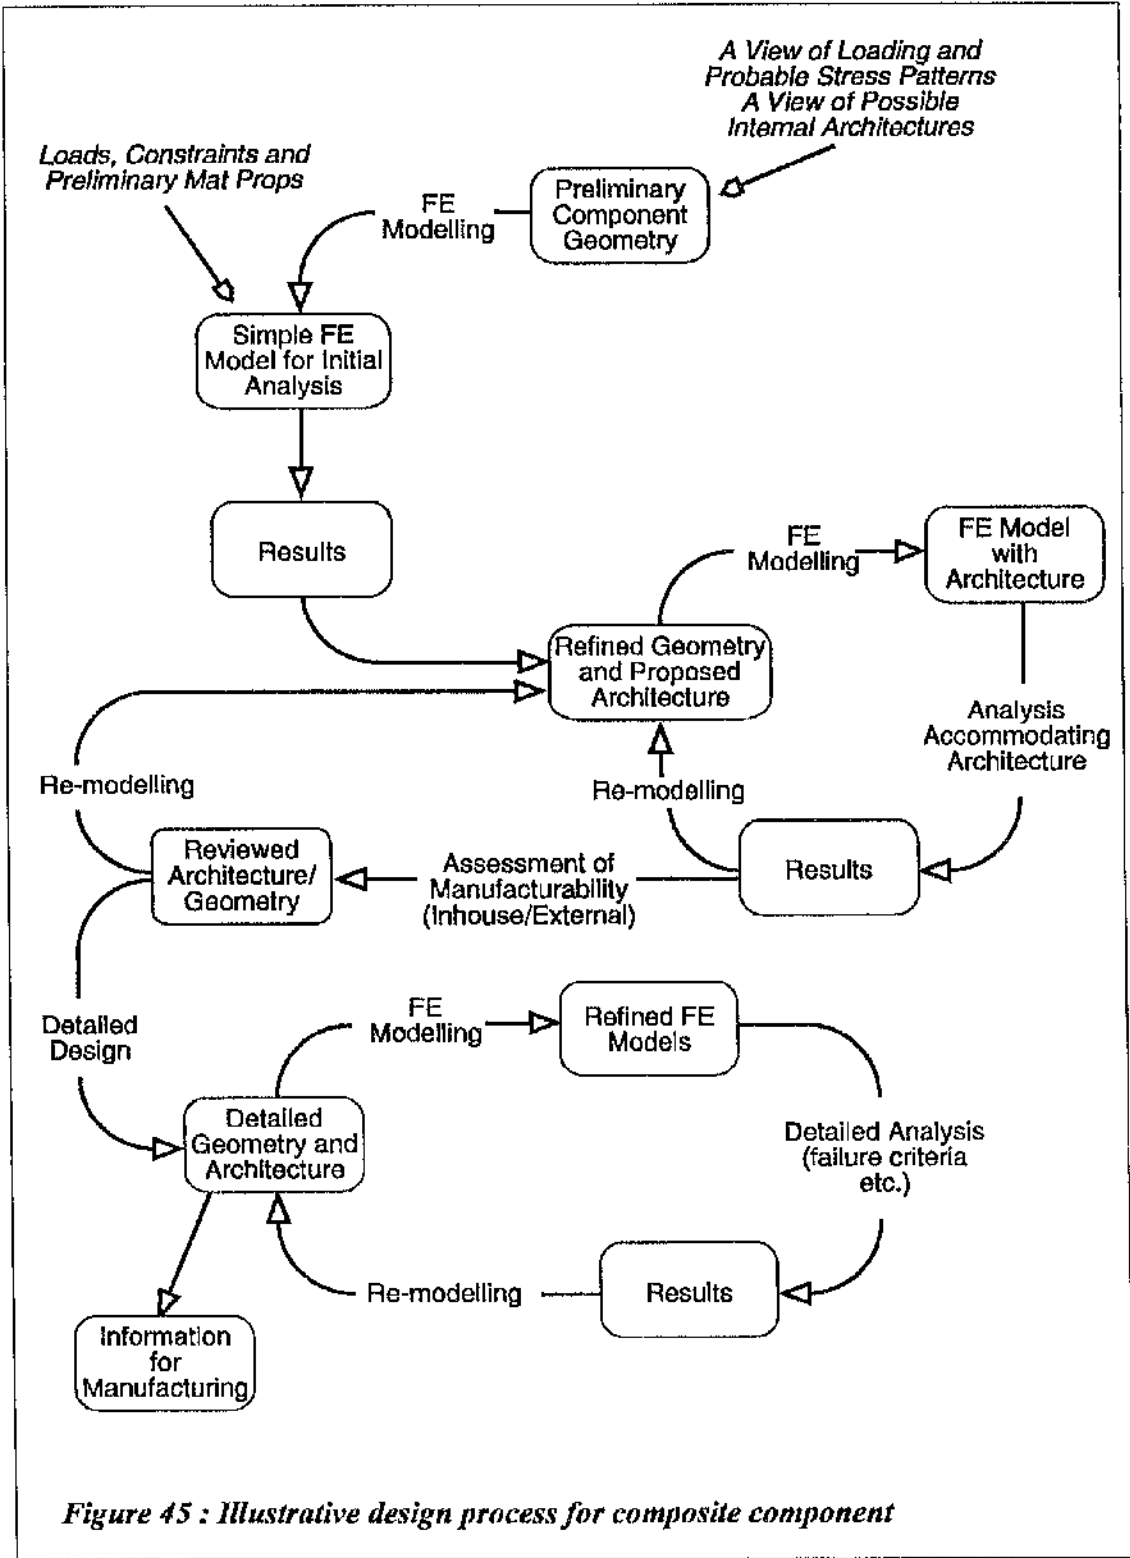 A View of Loading and
Probable Stress Patterns
A View of Possible
Internal Architectures
Loads, Constraints and
Preliminary Mat Props
FE
Modelling
Preliminary
Component
Geometry
Simple FE
Model for Initial
Analysis
Results
FE
Modelling
FE Model
with
Architecture
Refined Geometry
and Proposed
Architecture
Analysis
Accommodating
Architecture
Re-modelling
Re-modelling
Results
Assessment of
Manufacturability
(Inhouse/External)
Reviewed
Architecture/
Geometry
Detailed
Design
FE
Modelling
Refined FE
Models
Detailed
Geometry and
Architecture
Detailed Analysis
(failure criteria
etc.)
Re-modelling
Results
Information
for
Manufacturing
Figure 45 : Illustrative design process for composite component